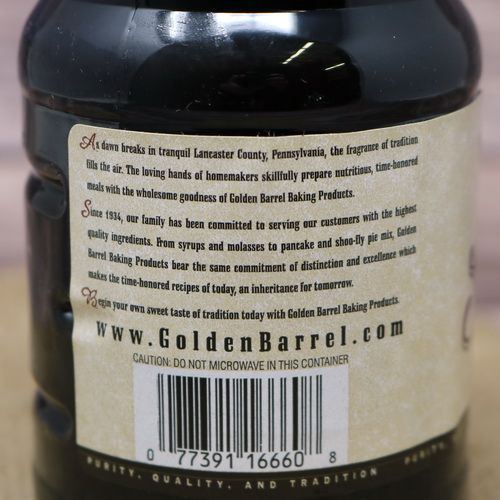 As dawn breaks in tranquil Lancaster County, Pennsylvania, the fragrance of tradition
fills the air. The loving hands of homemakers skillfully prepare nutritious, time-honored
meals with the wholesome goodness of Golden Barrel Baking Products.
Since 1934, our family has been committed to serving our customers with the highest
quality ingredients. From syrups and molasses to pancake and shoo-fly pie mix, Golden
Barrel Baking Products bear the same commitment of distinction and excellence which
makes the time-honored recipes of today, an inheritance for tomorrow.
Begin your own sweet taste of tradition today with Golden Barrel Baking Products.
www.GoldenBarrel.com
CAUTION: DO NOT MICROWAVE IN THIS CONTAINER
0 77391 16660 8
PURITY, QUALITY, AND TRADITION